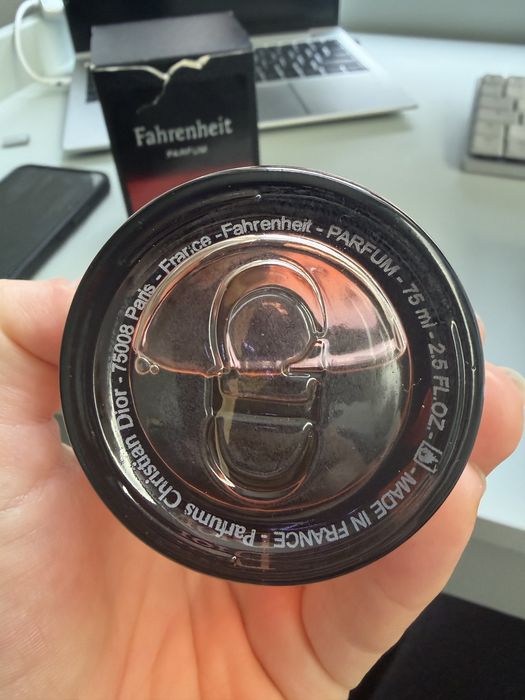 Fahrenheit
PARFUM
Parfums Christian Dior - 75008 Paris - France -Fahrenheit - PARFUM - 75 ml - 2.5 FL.OZ.- -MADE IN FRANCE -